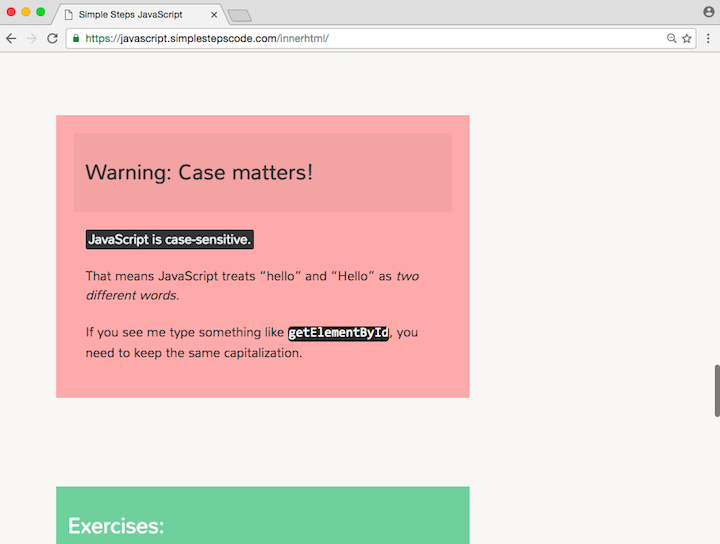 Simple Steps JavaScript
https://javascript.simplestepscode.com/innerhtml/
Warning: Case matters!
JavaScript is case-sensitive.
That means JavaScript treats “hello” and “Hello” as two
different words.
If you see me type something like getElementById, you
need to keep the same capitalization.
Exercises: